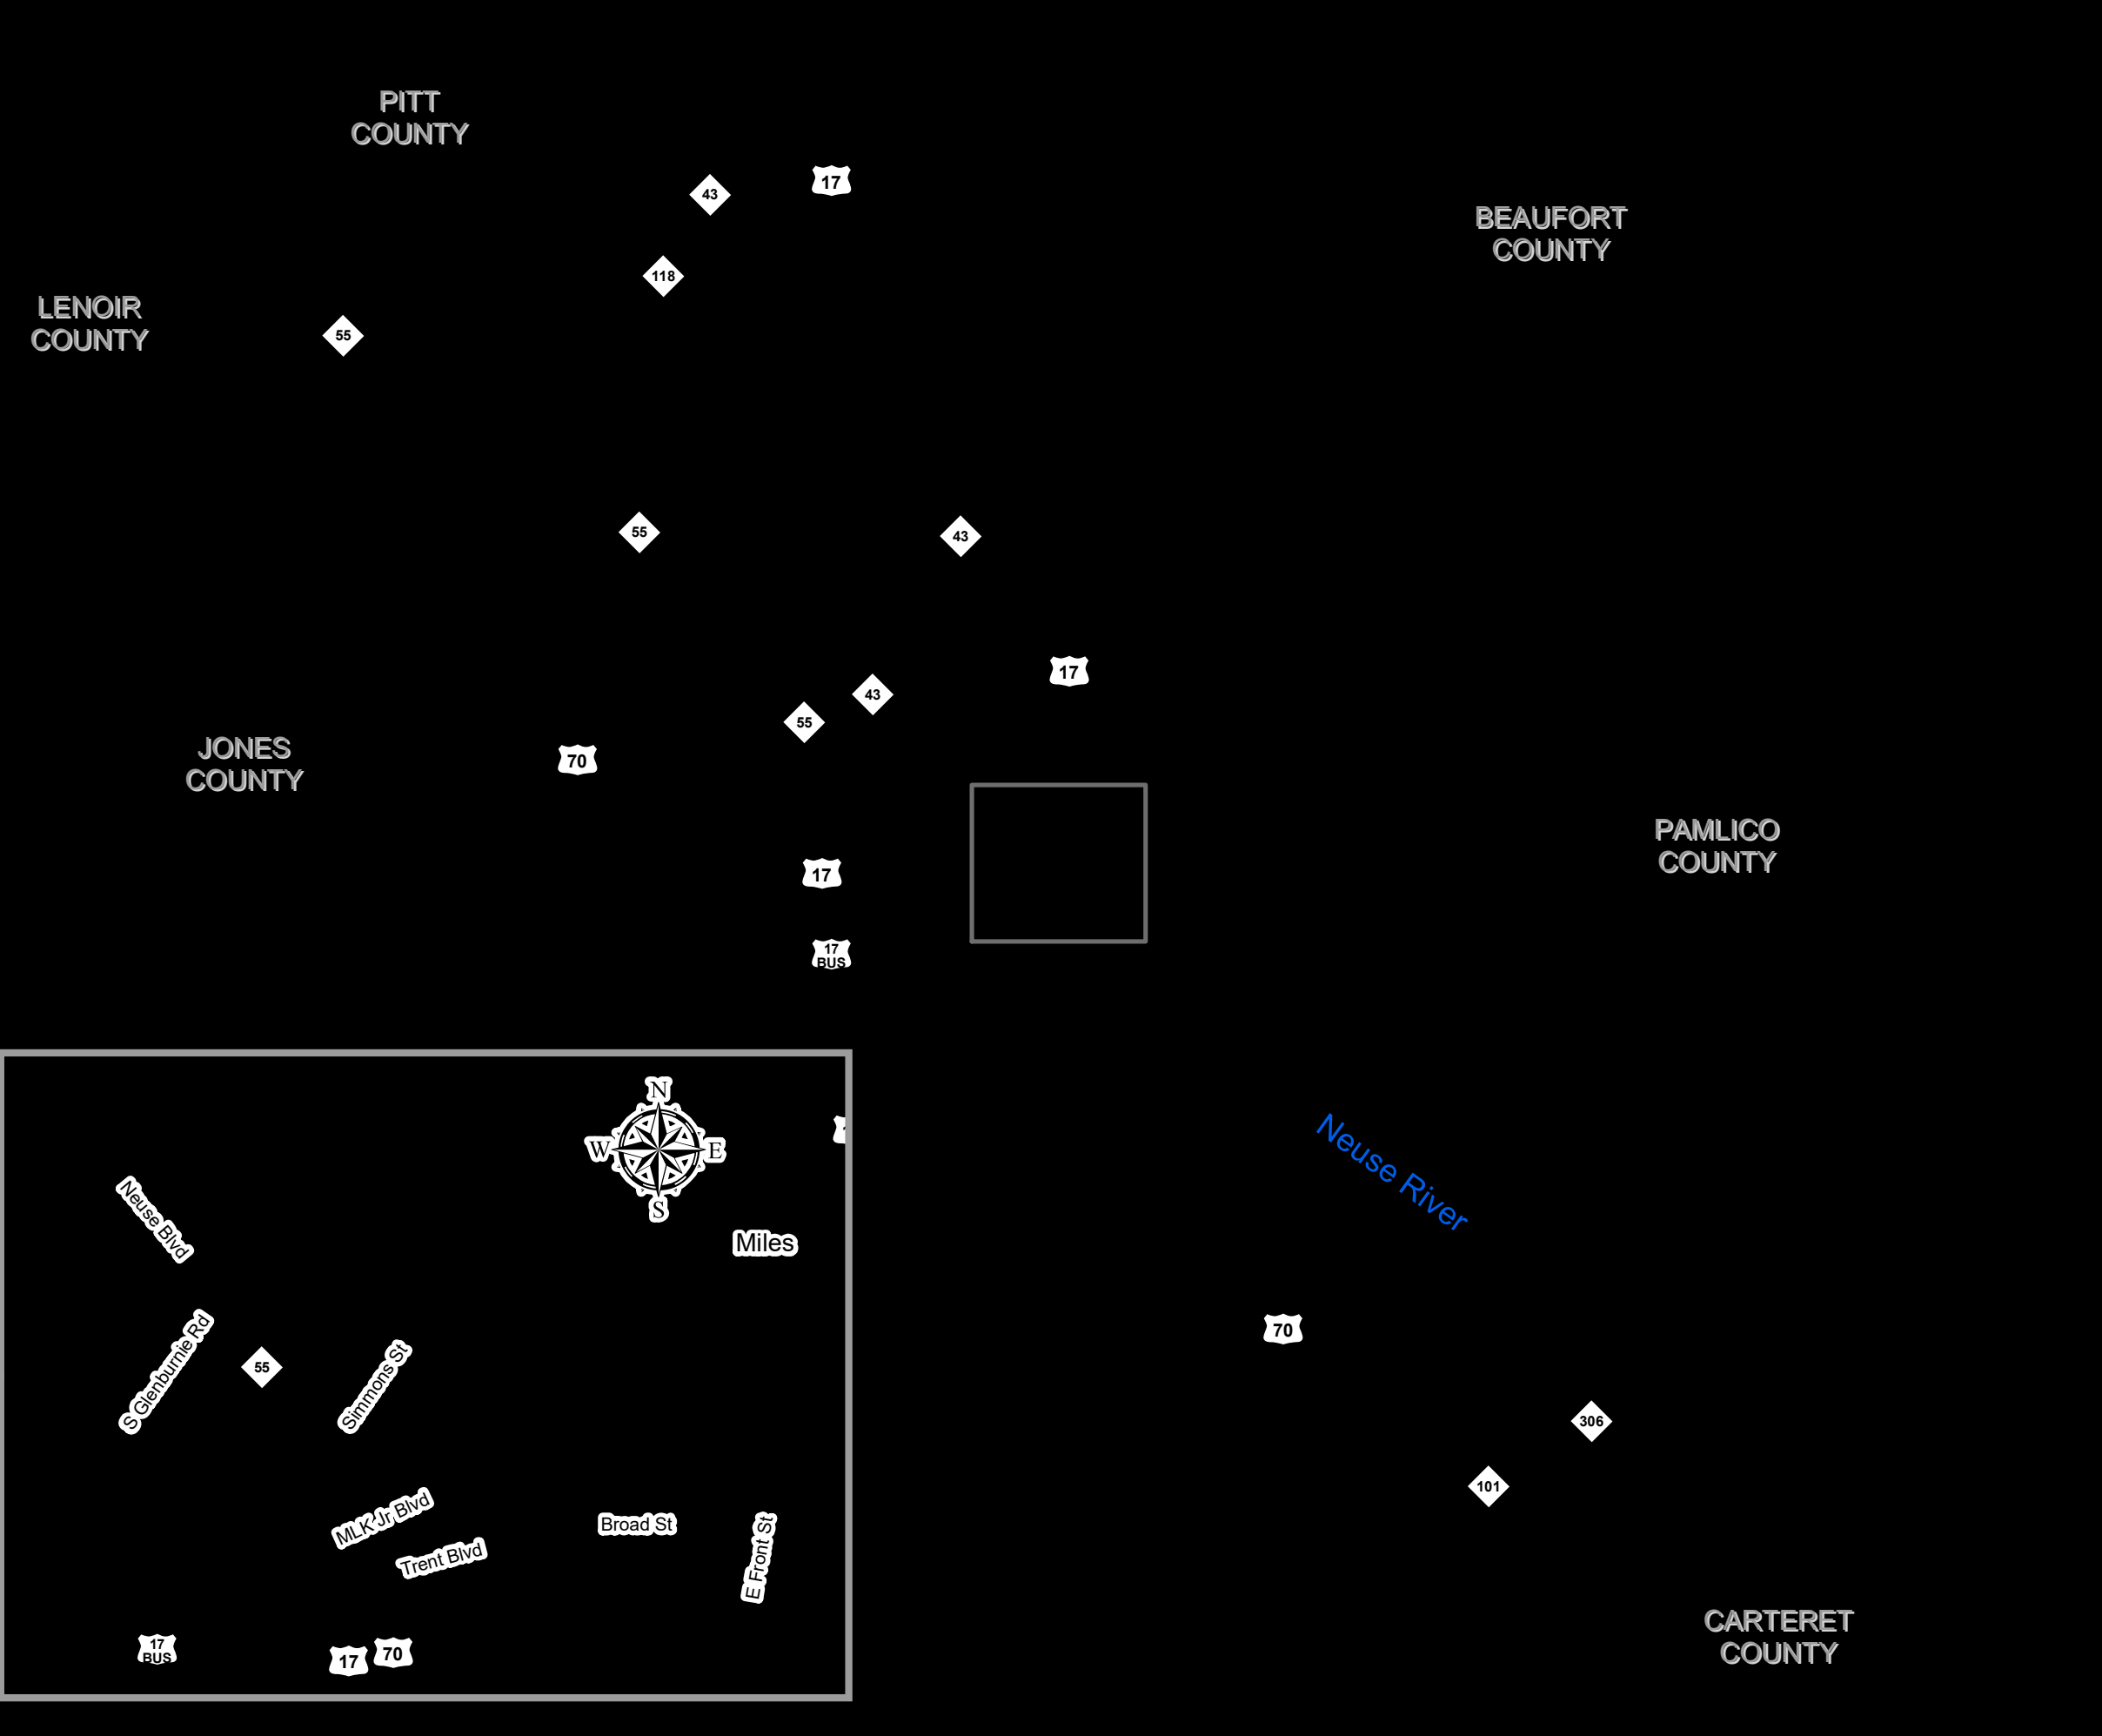 PITT
COUNTY
17
43
BEAUFORT
COUNTY
118
LENOIR
COUNTY
55
55
43
17
43
55
JONES
COUNTY
70
PAMLICO
COUNTY
17
17
BUS
N
W
E
S
Neuse River
Neuse Blvd
Miles
S Glenburnie Rd
70
55
Simmons St
306
101
MLK Jr Blvd
Broad St
E Front St
Trent Blvd
CARTERET
COUNTY
17
BUS
17
70